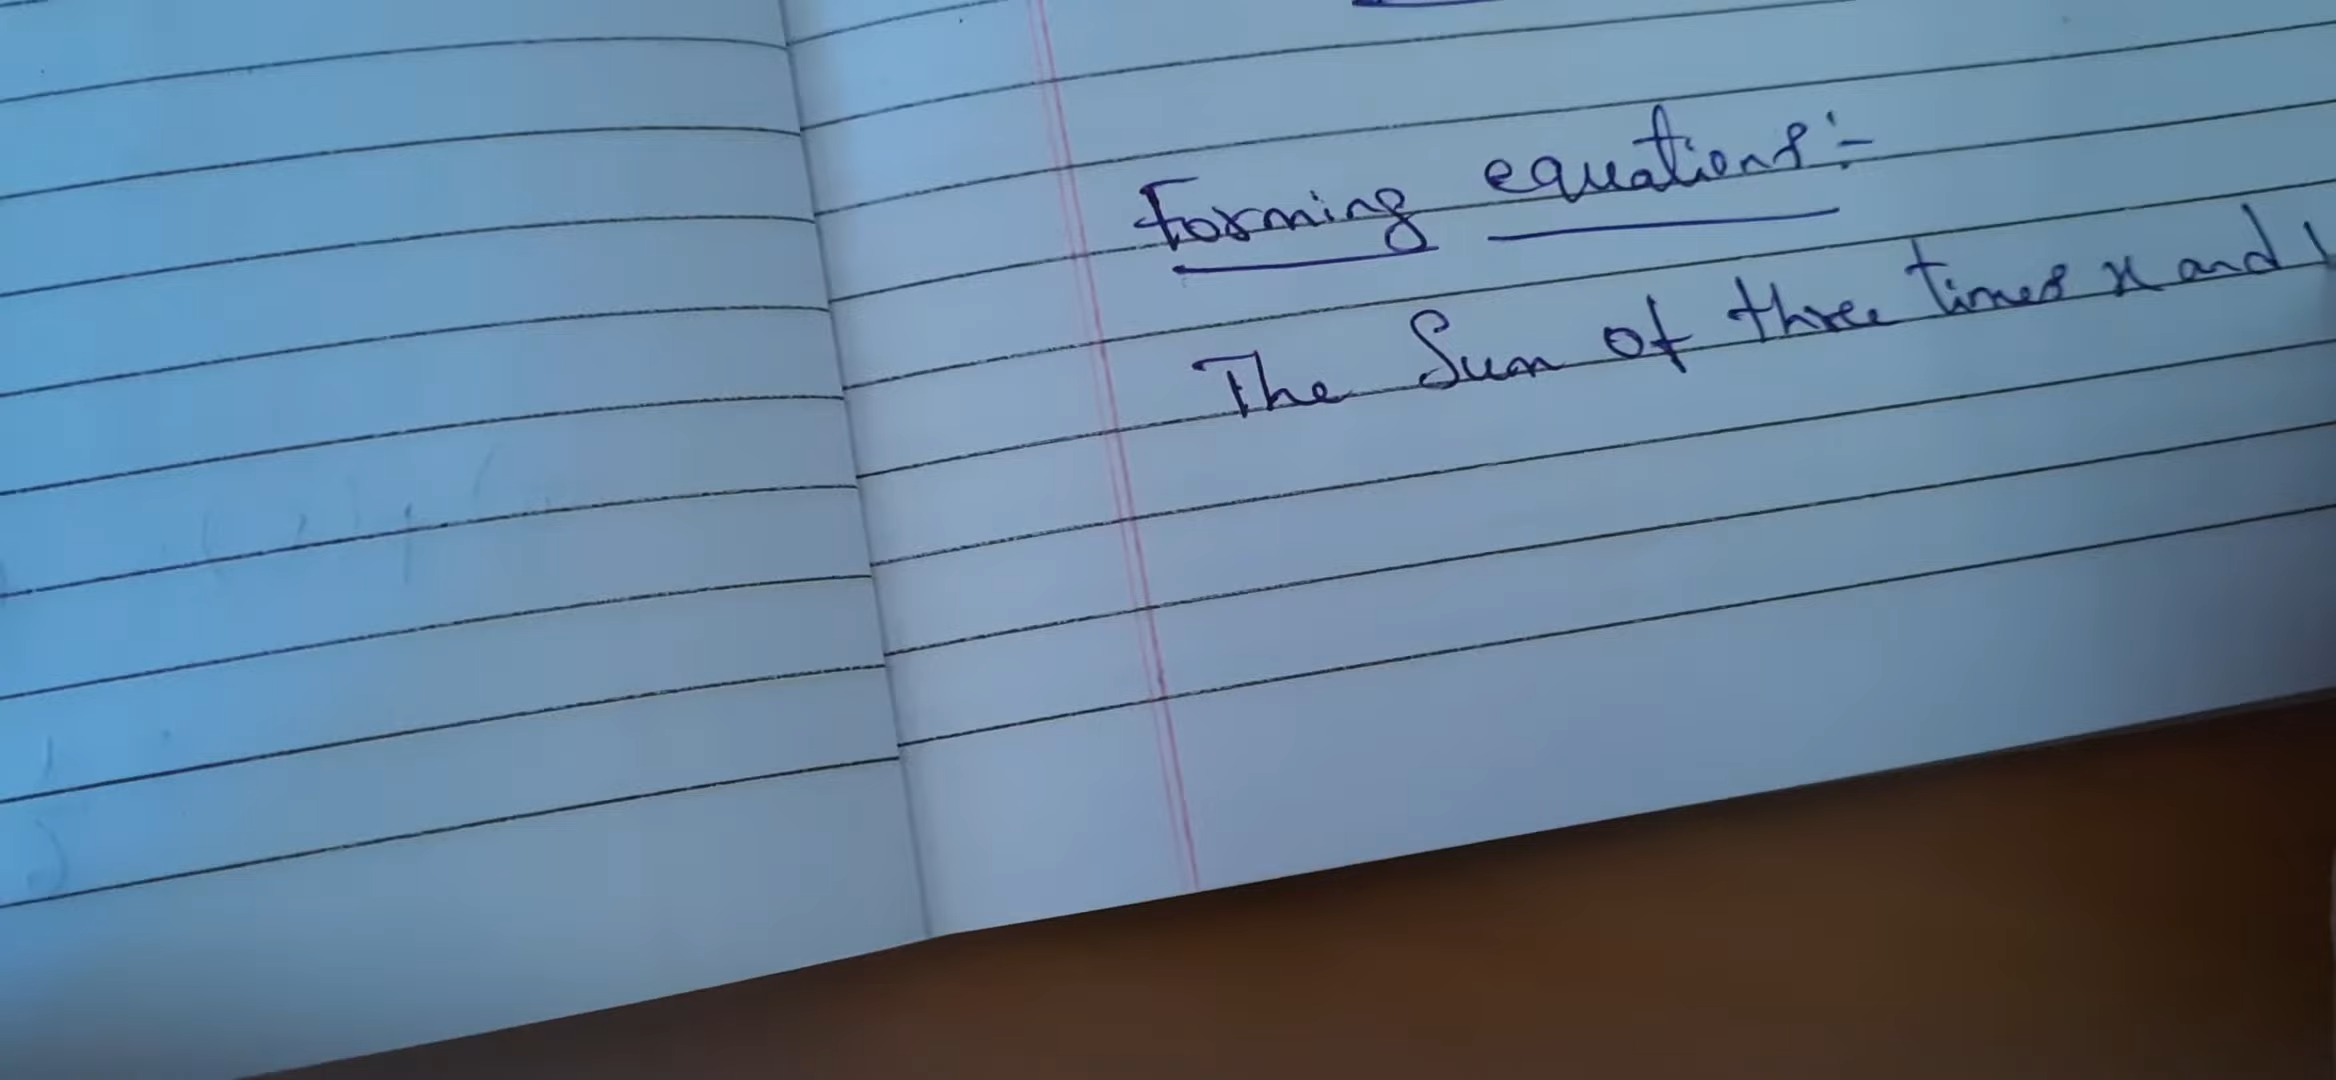 Forming equations:-
The Sum of three times x and